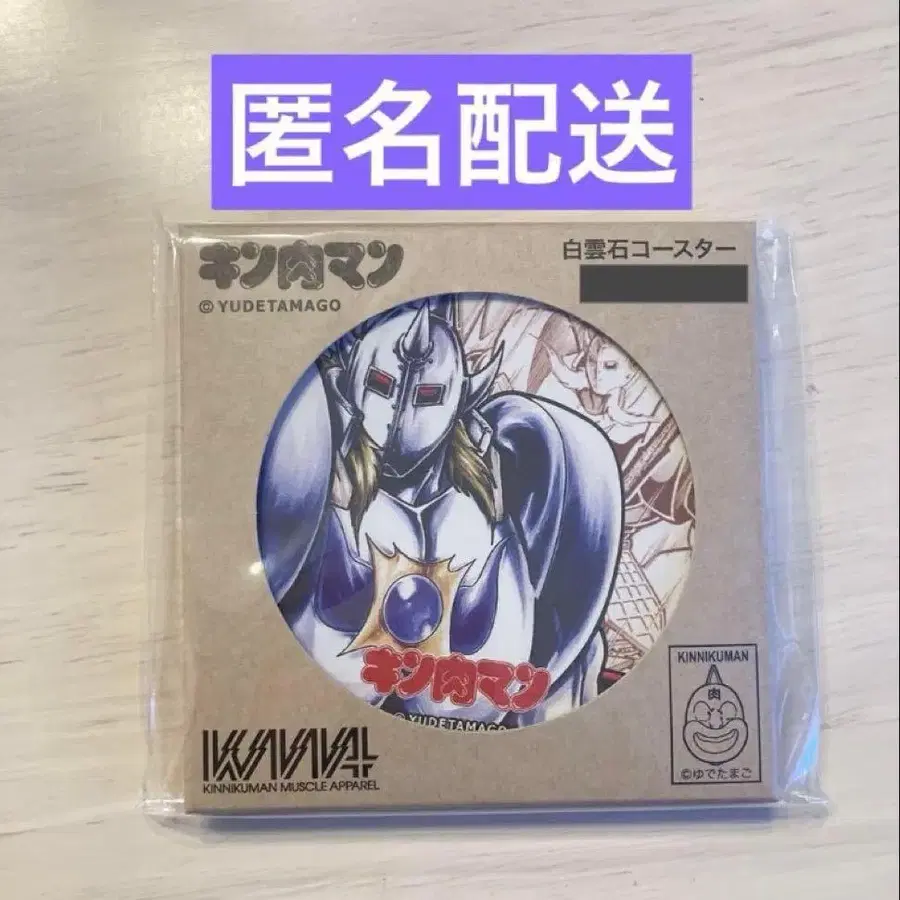 匿名配送
キン肉マン
© YUDETAMAGO
白雲石コースター
キン肉マン
© YUDETAMAGO
KINNIKUMAN
肉
©ゆでたまご
KMA
KINNIKUMAN MUSCLE APPAREL